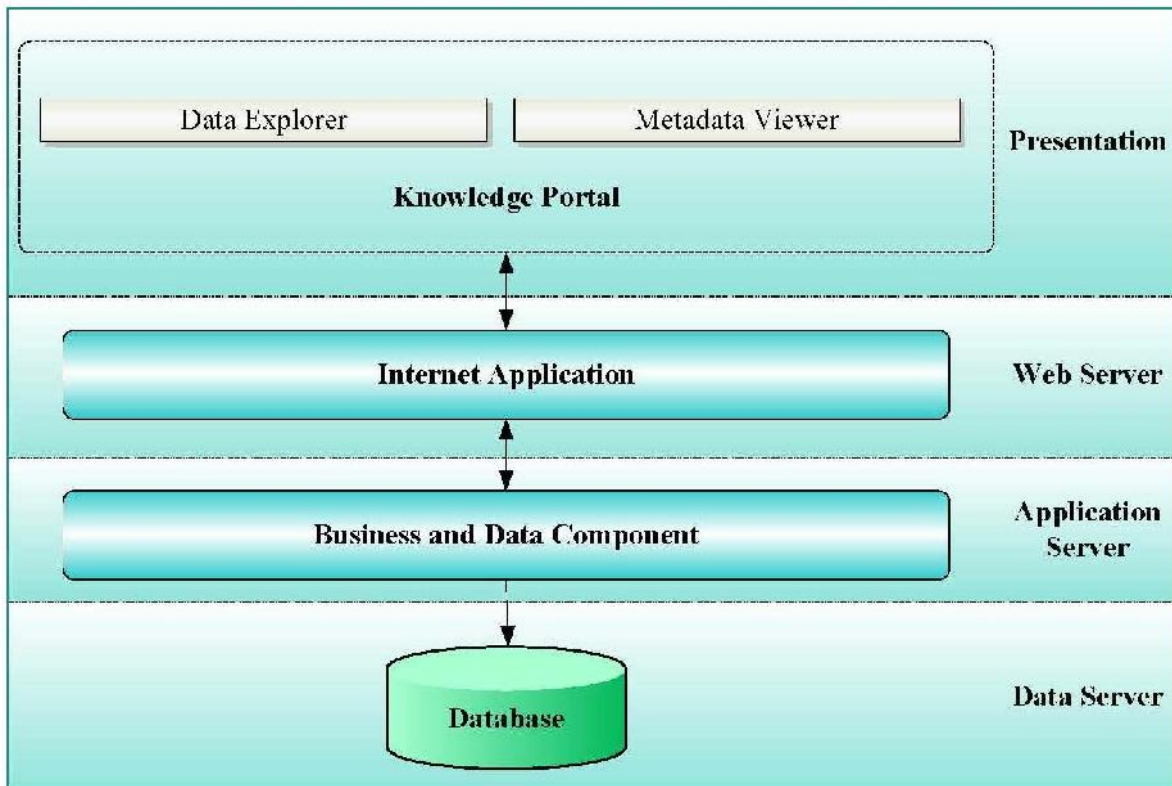 Data Explorer
Metadata Viewer
Presentation
Knowledge Portal
Internet Application
Web Server
Business and Data Component
Application
Server
Database
Data Server